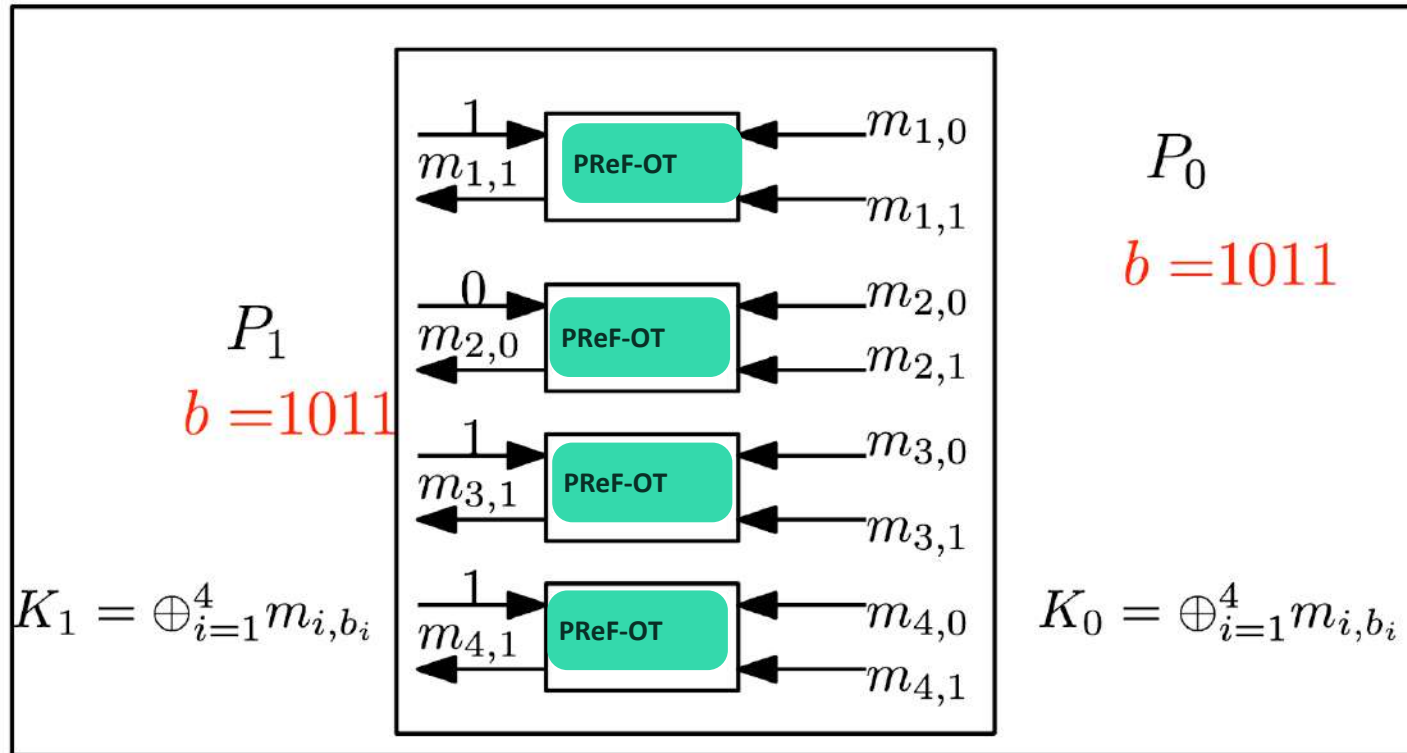 1
m_{1,1}
PReF-OT
m_{1,0}
m_{1,1}
P_0
b =1011
0
m_{2,0}
PReF-OT
m_{2,0}
m_{2,1}
P_1
b =1011
1
m_{3,1}
PReF-OT
m_{3,0}
m_{3,1}
1
m_{4,1}
PReF-OT
m_{4,0}
m_{4,1}
K_1 = ⊕_{i=1}^4 m_{i,b_i}
K_0 = ⊕_{i=1}^4 m_{i,b_i}